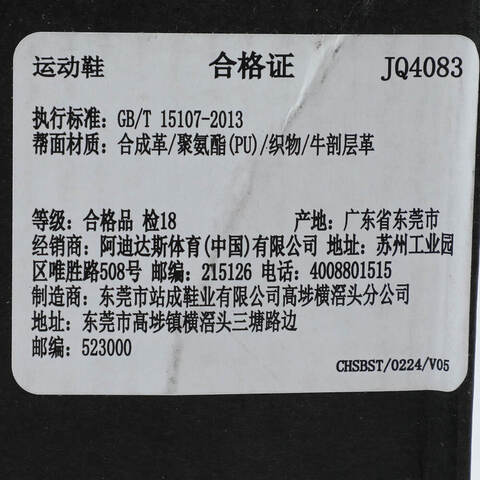 运动鞋 合格证 JQ4083
执行标准: GB/T 15107-2013
帮面材质: 合成革/聚氨酯(PU)/织物/牛剖层革
等级: 合格品 检18 产地: 广东省东莞市
经销商: 阿迪达斯体育(中国)有限公司 地址: 苏州工业园
区唯胜路508号 邮编: 215126 电话: 4008801515
制造商: 东莞市站成鞋业有限公司高埗横滘头分公司
地址: 东莞市高埗镇横滘头三塘路边
邮编: 523000
CHSBST/0224/V05